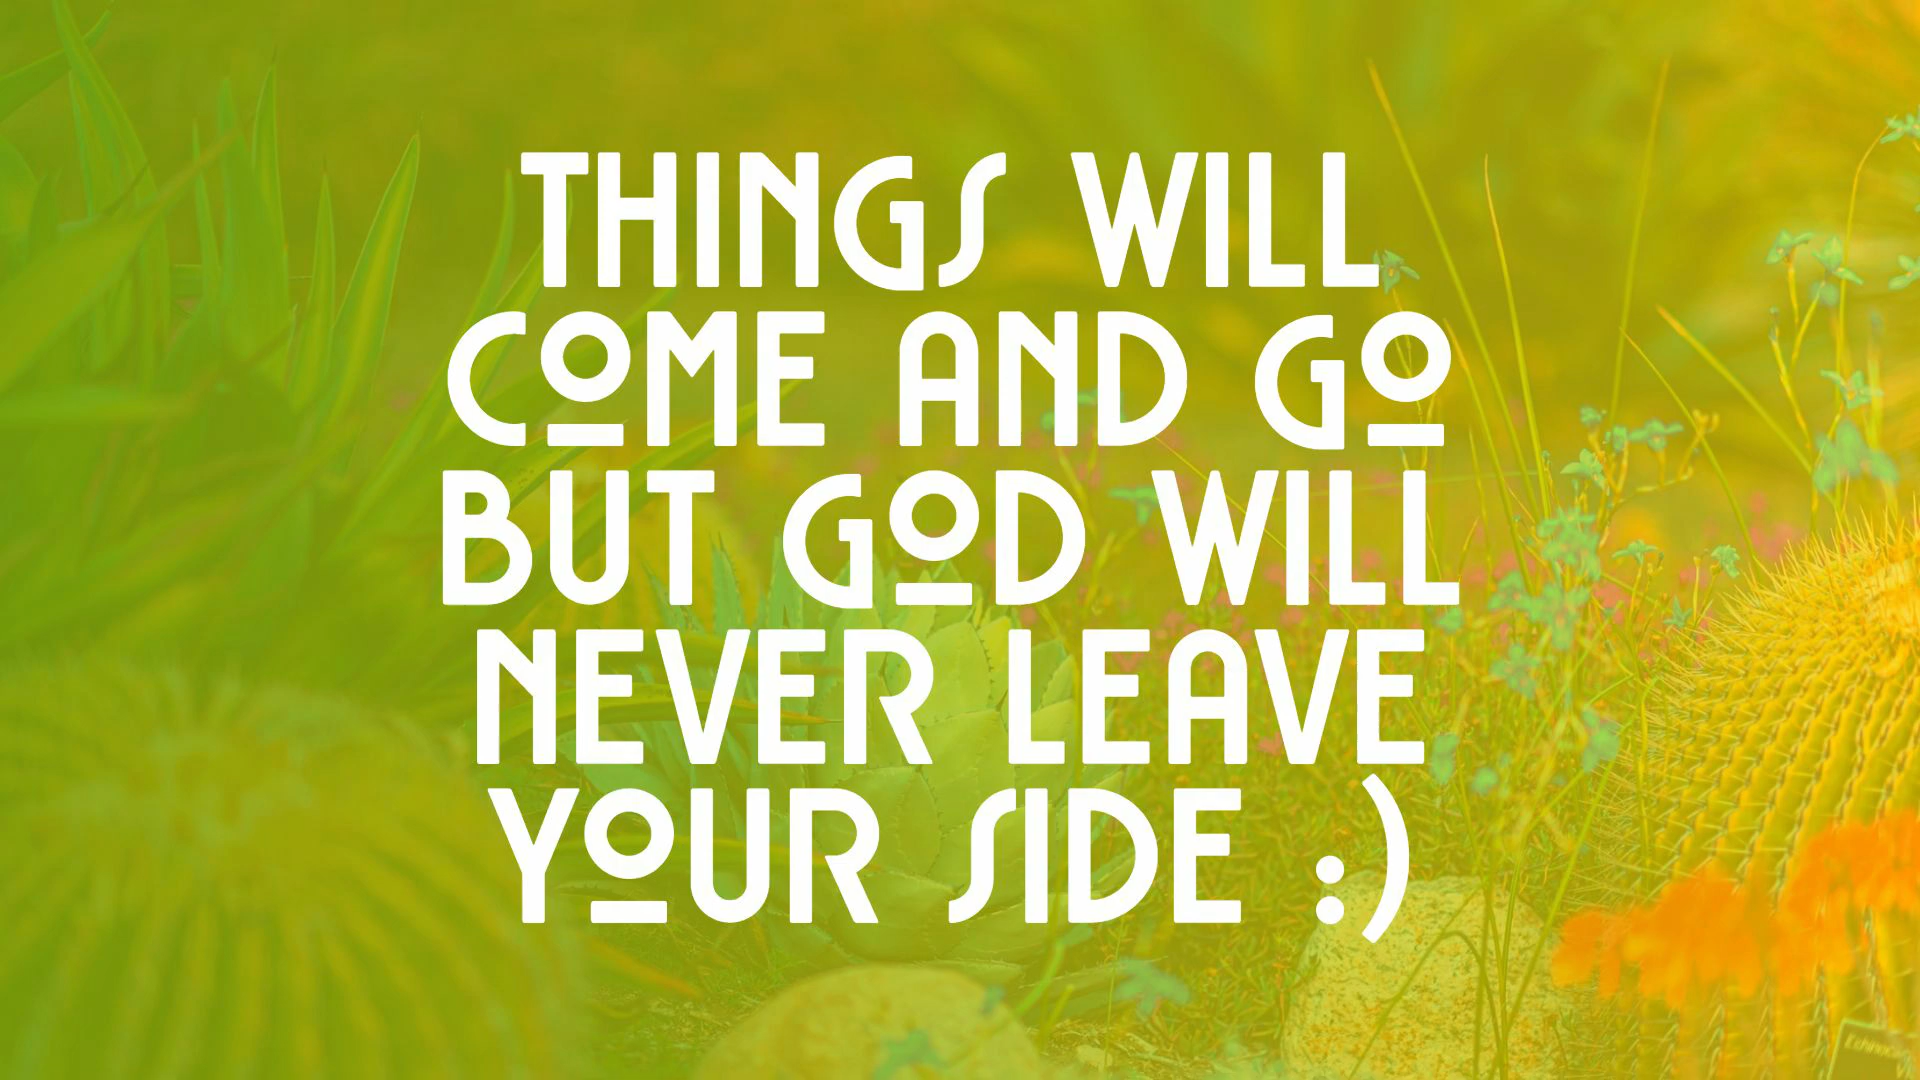 THINGS WILL
COME AND GO
BUT GOD WILL
NEVER LEAVE
YOUR SIDE :)